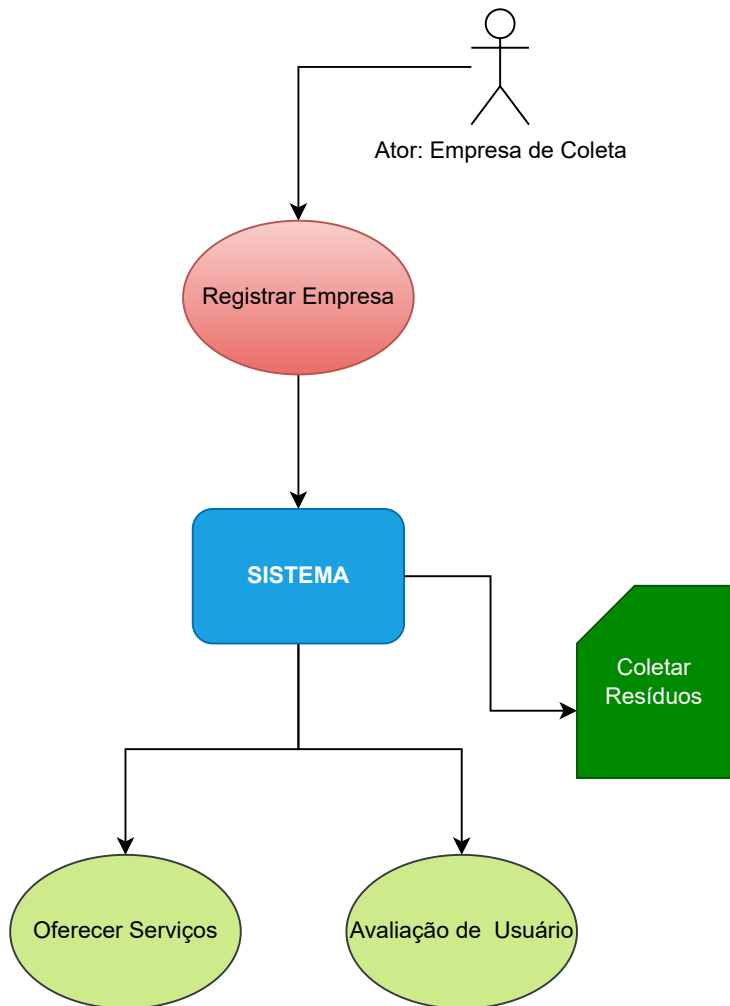 Ator: Empresa de Coleta
Registrar Empresa
SISTEMA
Coletar
Resíduos
Oferecer Serviços
Avaliação de  Usuário